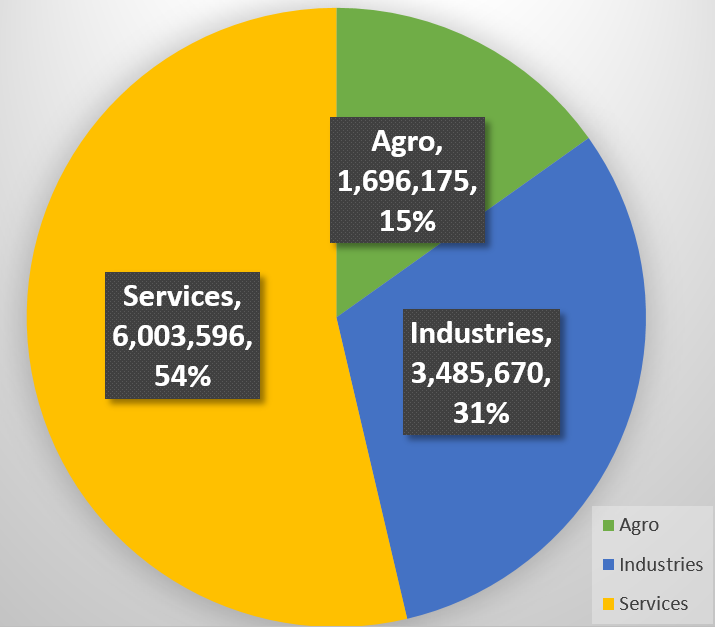 Agro,
1,696,175,
15%
Services,
6,003,596,
54%
Industries,
3,485,670,
31%
Agro
Industries
Services